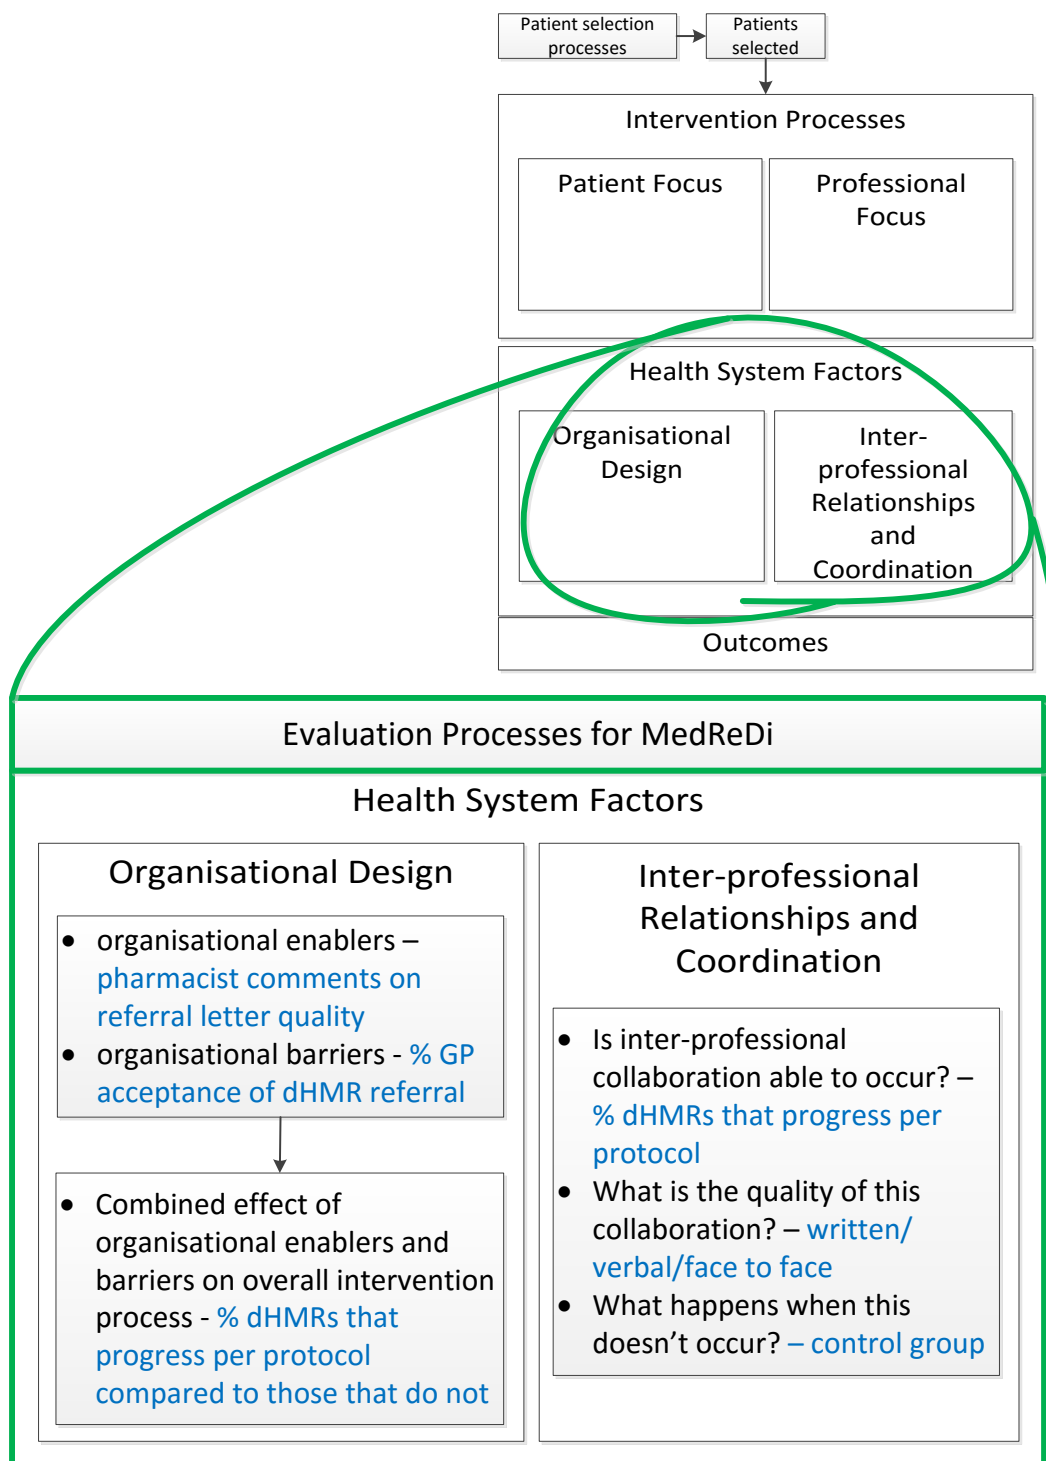 Patient selection
processes
Patients
selected
Intervention Processes
Patient Focus
Professional
Focus
Health System Factors
Organisational
Design
Inter-
professional
Relationships
and
Coordination
Outcomes
Evaluation Processes for MedReDi
Health System Factors
Organisational Design
• organisational enablers –
pharmacist comments on
referral letter quality
• organisational barriers - % GP
acceptance of dHMR referral
• Combined effect of
organisational enablers and
barriers on overall intervention
process - % dHMRs that
progress per protocol
compared to those that do not
Inter-professional
Relationships and
Coordination
• Is inter-professional
collaboration able to occur? –
% dHMRs that progress per
protocol
• What is the quality of this
collaboration? – written/
verbal/face to face
• What happens when this
doesn’t occur? – control group